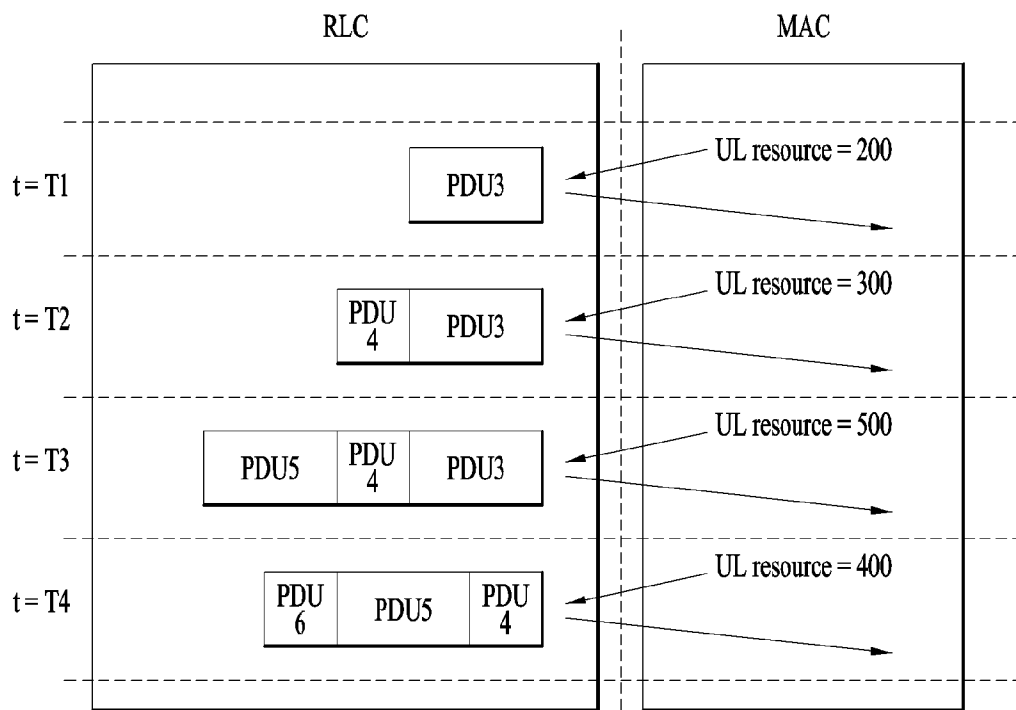 RLC MAC
UL resource = 200
t = T1 PDU3
UL resource = 300
t = T2 PDU 4 PDU3
UL resource = 500
t = T3 PDU5 PDU 4 PDU3
UL resource = 400
t = T4 PDU 6 PDU5 PDU 4